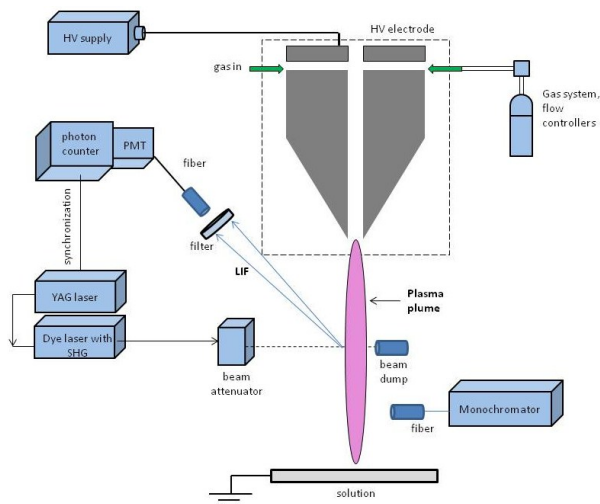 HV supply
HV electrode
gas in
Gas system,
flow
controllers
photon
counter
PMT
fiber
filter
synchronization
LIF
YAG laser
Dye laser with
SHG
beam
attenuator
Plasma
plume
beam
dump
fiber
Monochromator
solution